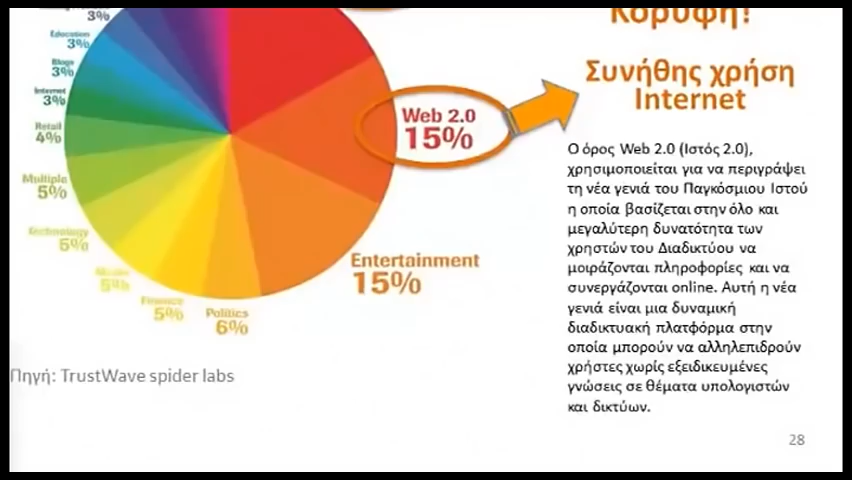 3%
Κορυφή!
Education
3%
Blogs
3%
Internet
3%
Retail
4%
Multiple
5%
Technology
5%
5%
Finance
5%
Politics
6%
Entertainment
15%
Web 2.0
15%
Συνήθης χρήση
Internet
Ο όρος Web 2.0 (Ιστός 2.0),
χρησιμοποιείται για να περιγράψει
τη νέα γενιά του Παγκόσμιου Ιστού
η οποία βασίζεται στην όλο και
μεγαλύτερη δυνατότητα των
χρηστών του Διαδικτύου να
μοιράζονται πληροφορίες και να
συνεργάζονται online. Αυτή η νέα
γενιά είναι μια δυναμική
διαδικτυακή πλατφόρμα στην
οποία μπορούν να αλληλεπιδρούν
χρήστες χωρίς εξειδικευμένες
γνώσεις σε θέματα υπολογιστών
και δικτύων.
Πηγή: TrustWave spider labs
28